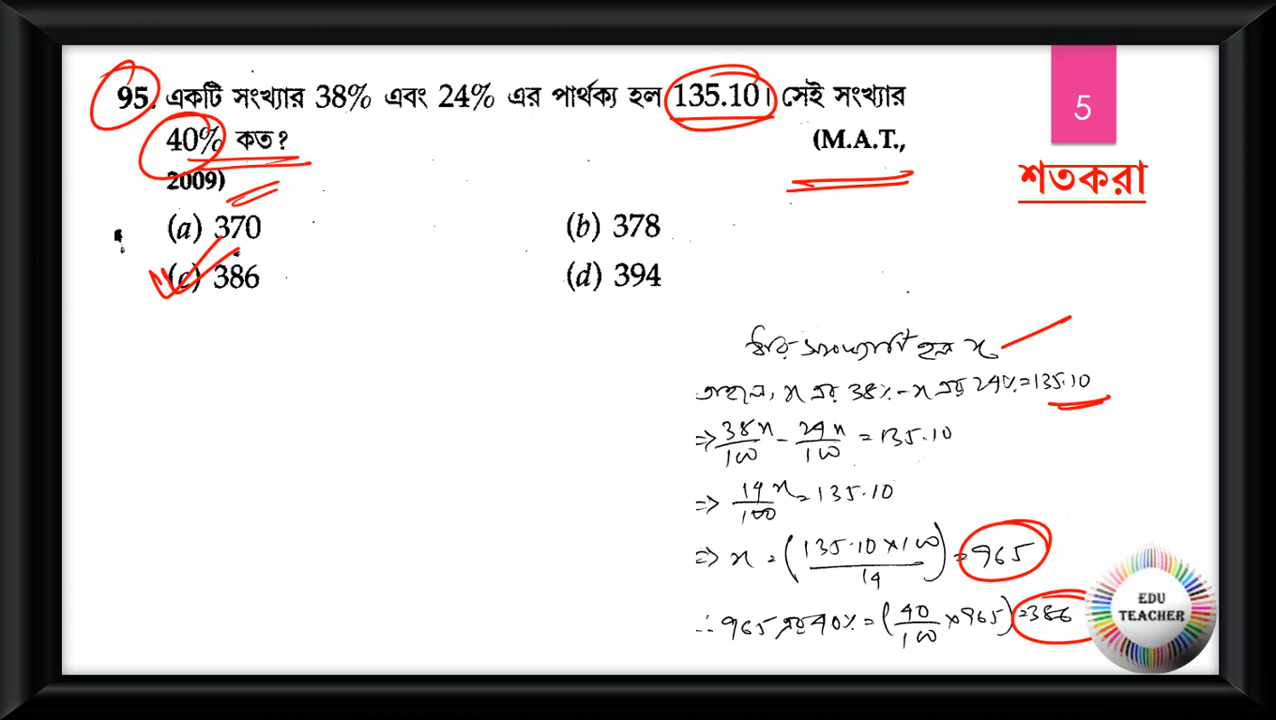 95. একটি সংখ্যার 38% এবং 24% এর পার্থক্য হল 135.10। সেই সংখ্যার
40% কত?
(M.A.T.,
2009)
(a) 370
(b) 378
(c) 386
(d) 394
5
শতকরা
ধরি সংখ্যাটি হল x
তাহলে, x এর 38% - x এর 24% = 135.10
⇒ 38x/100 - 24x/100 = 135.10
⇒ 14x/100 = 135.10
⇒ x = (135.10 × 100/14) = 965
∴ 965 এর 40% = (40/100 × 965) = 386
EDU
TEACHER